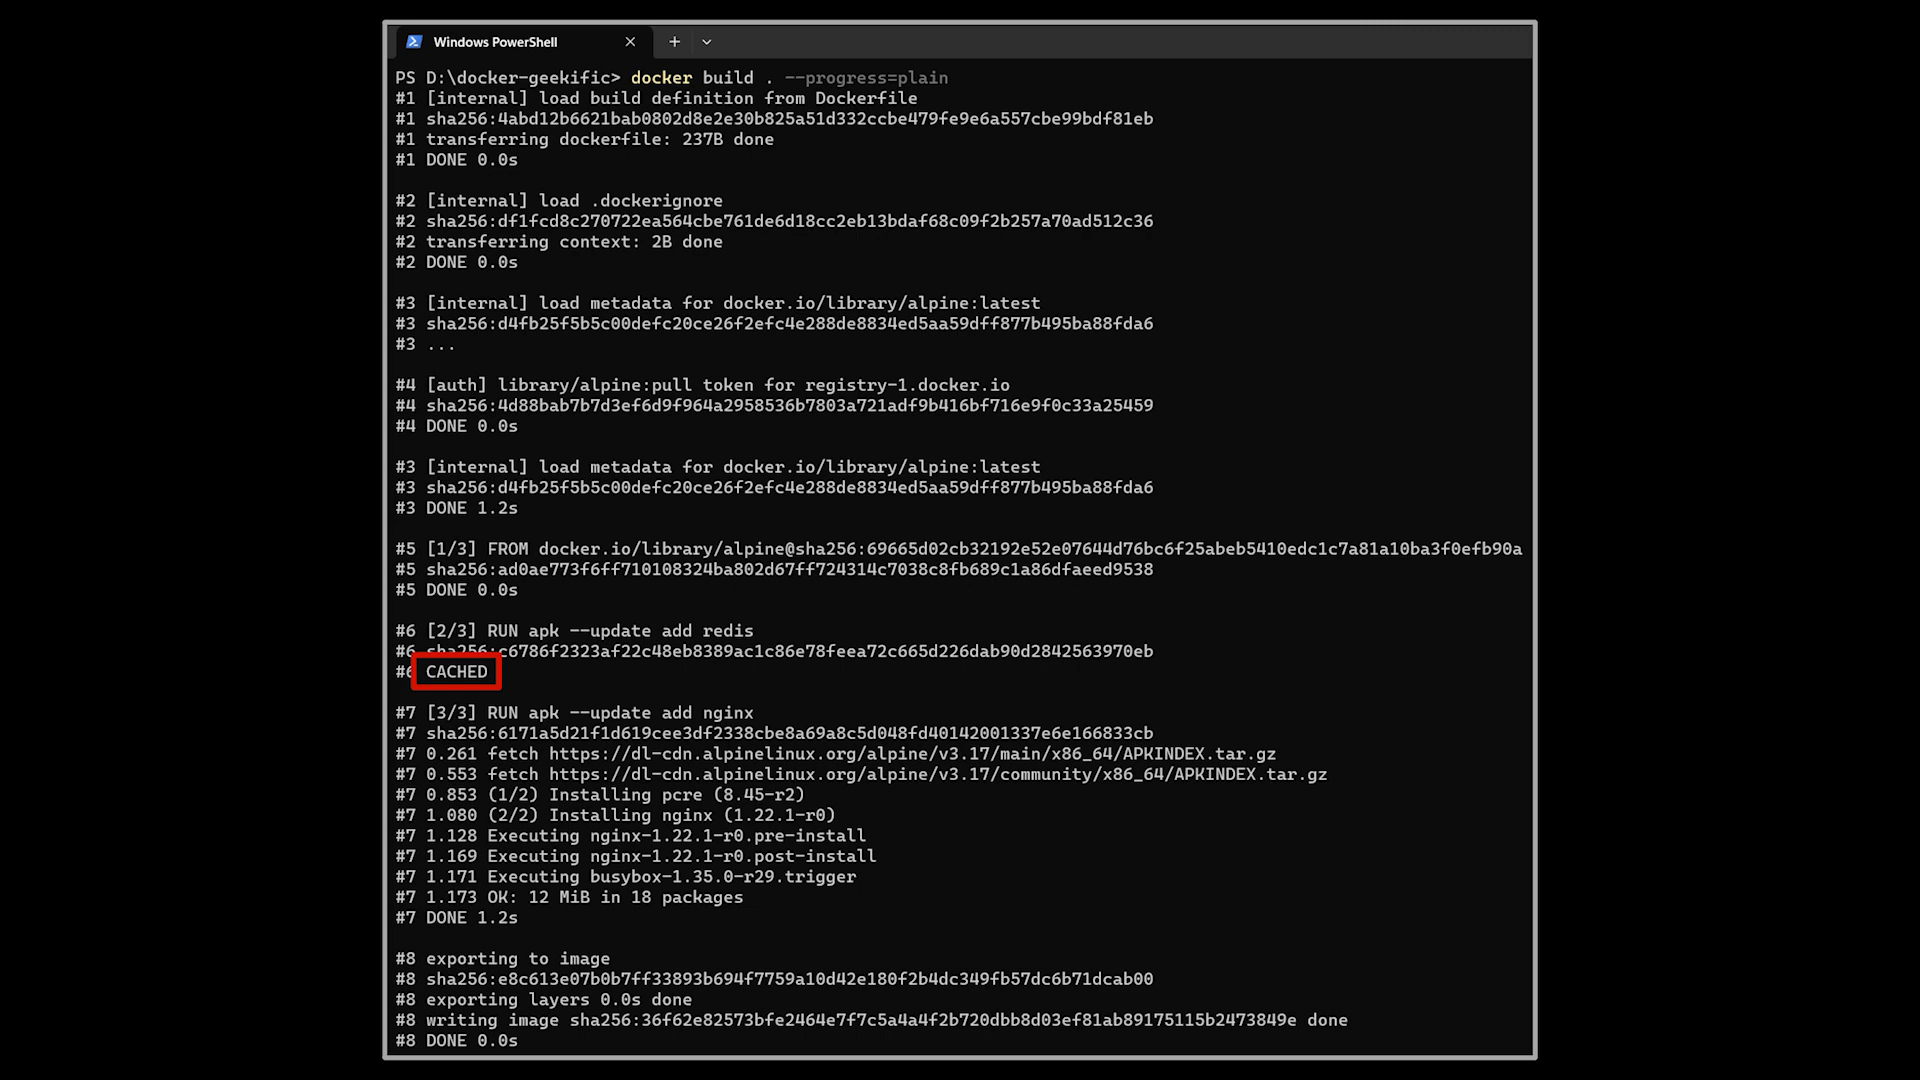 Windows PowerShell
PS D:\docker-geekific> docker build . --progress=plain
#1 [internal] load build definition from Dockerfile
#1 sha256:4abd12b6621bab0802d8e2e30b825a51d332ccbe479fe9e6a557cbe99bdf81eb
#1 transferring dockerfile: 237B done
#1 DONE 0.0s
#2 [internal] load .dockerignore
#2 sha256:df1fcd8c270722ea564cbe761de6d18cc2eb13bdaf68c09f2b257a70ad512c36
#2 transferring context: 2B done
#2 DONE 0.0s
#3 [internal] load metadata for docker.io/library/alpine:latest
#3 sha256:d4fb25f5b5c00defc20ce26f2efc4e288de8834ed5aa59dff877b495ba88fda6
#3 ...
#4 [auth] library/alpine:pull token for registry-1.docker.io
#4 sha256:4d88bab7b7d3ef6d9f964a2958536b7803a721adf9b416bf716e9f0c33a25459
#4 DONE 0.0s
#3 [internal] load metadata for docker.io/library/alpine:latest
#3 sha256:d4fb25f5b5c00defc20ce26f2efc4e288de8834ed5aa59dff877b495ba88fda6
#3 DONE 1.2s
#5 [1/3] FROM docker.io/library/alpine@sha256:69665d02cb32192e52e07644d76bc6f25abeb5410edc1c7a81a10ba3f0efb90a
#5 sha256:ad0ae773f6ff710108324ba802d67ff724314c7038c8fb689c1a86dfaeed9538
#5 DONE 0.0s
#6 [2/3] RUN apk --update add redis
#6 sha256:c6786f2323af22c48eb8389ac1c86e78feea72c665d226dab90d2842563970eb
#6 CACHED
#7 [3/3] RUN apk --update add nginx
#7 sha256:6171a5d21f1d619cee3df2338cbe8a69a8c5d048fd40142001337e6e166833cb
#7 0.261 fetch https://dl-cdn.alpinelinux.org/alpine/v3.17/main/x86_64/APKINDEX.tar.gz
#7 0.553 fetch https://dl-cdn.alpinelinux.org/alpine/v3.17/community/x86_64/APKINDEX.tar.gz
#7 0.853 (1/2) Installing pcre (8.45-r2)
#7 1.080 (2/2) Installing nginx (1.22.1-r0)
#7 1.128 Executing nginx-1.22.1-r0.pre-install
#7 1.169 Executing nginx-1.22.1-r0.post-install
#7 1.171 Executing busybox-1.35.0-r29.trigger
#7 1.173 OK: 12 MiB in 18 packages
#7 DONE 1.2s
#8 exporting to image
#8 sha256:e8c613e07b0b7ff33893b694f7759a10d42e180f2b4dc349fb57dc6b71dcab00
#8 exporting layers 0.0s done
#8 writing image sha256:36f62e82573bfe2464e7f7c5a4a4f2b720dbb8d03ef81ab89175115b2473849e done
#8 DONE 0.0s